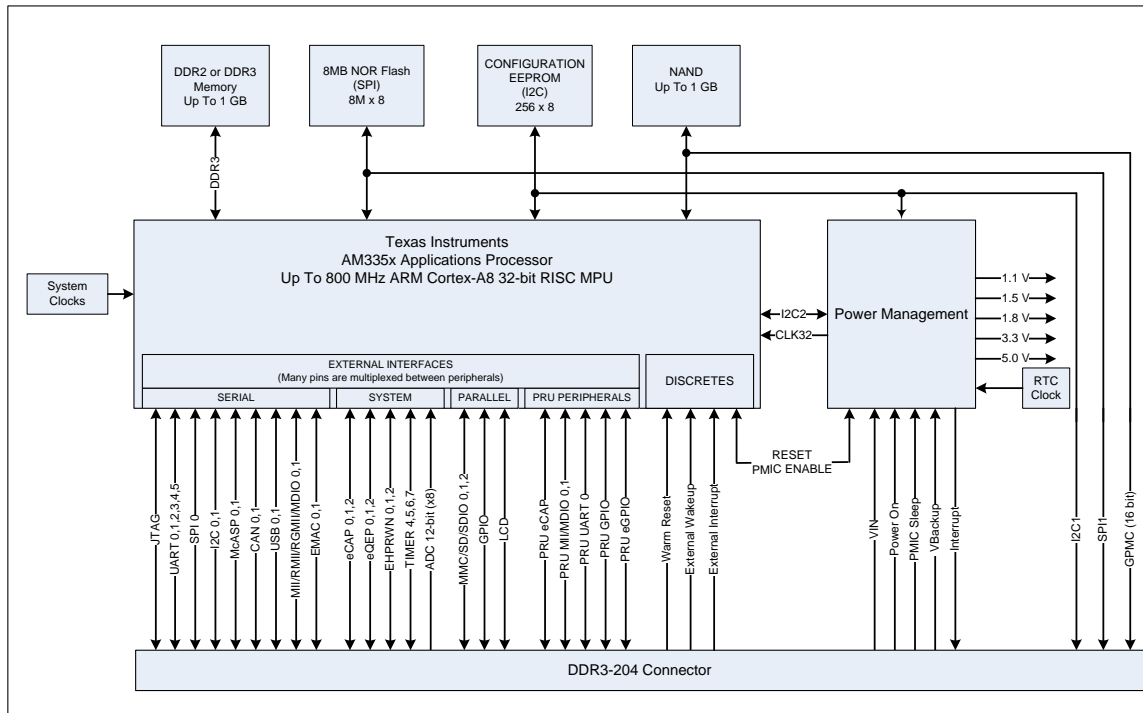 DDR2 or DDR3
Memory
Up To 1 GB
8MB NOR Flash
(SPI)
8M x 8
CONFIGURATION
EEPROM
(I2C)
256 x 8
NAND
Up To 1 GB
DDR3
Texas Instruments
AM335x Applications Processor
Up To 800 MHz ARM Cortex-A8 32-bit RISC MPU
System
Clocks
I2C2
CLK32
Power Management
1.1 V
1.5 V
1.8 V
3.3 V
5.0 V
RTC
Clock
EXTERNAL INTERFACES
(Many pins are multiplexed between peripherals)
SERIAL
SYSTEM
PARALLEL
PRU PERIPHERALS
DISCRETES
RESET
PMIC ENABLE
JTAG
UART 0,1,2,3,4,5
SPI 0
I2C 0,1
McASP 0,1
CAN 0,1
USB 0,1
MII/RMII/RGMII/MDIO 0,1
EMAC 0,1
eCAP 0,1,2
eQEP 0,1,2
EHPRWN 0,1,2
TIMER 4,5,6,7
ADC 12-bit (x8)
MMC/SD/SDIO 0,1,2
GPIO
LCD
PRU eCAP
PRU MII/MDIO 0,1
PRU UART 0
PRU GPIO
PRU eGPIO
Warm Reset
External Wakeup
External Interrupt
VIN
Power On
PMIC Sleep
VBackup
Interrupt
I2C1
SPI1
GPMC (16 bit)
DDR3-204 Connector